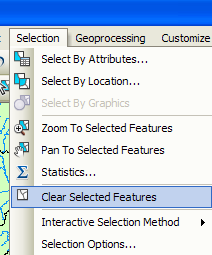 Selection Geoprocessing Customize
Select By Attributes...
Select By Location...
Select By Graphics
Zoom To Selected Features
Pan To Selected Features
Statistics...
Clear Selected Features
Interactive Selection Method
Selection Options...